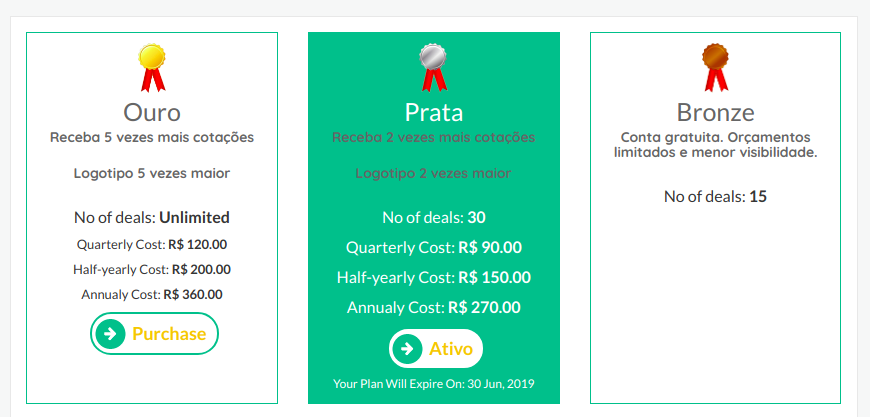 Ouro
Receba 5 vezes mais cotações
Logotipo 5 vezes maior
No of deals: Unlimited
Quarterly Cost: R$ 120.00
Half-yearly Cost: R$ 200.00
Annualy Cost: R$ 360.00
Purchase
Prata
Receba 2 vezes mais cotações
Logotipo 2 vezes maior
No of deals: 30
Quarterly Cost: R$ 90.00
Half-yearly Cost: R$ 150.00
Annualy Cost: R$ 270.00
Ativo
Your Plan Will Expire On: 30 Jun, 2019
Bronze
Conta gratuita. Orçamentos
limitados e menor visibilidade.
No of deals: 15